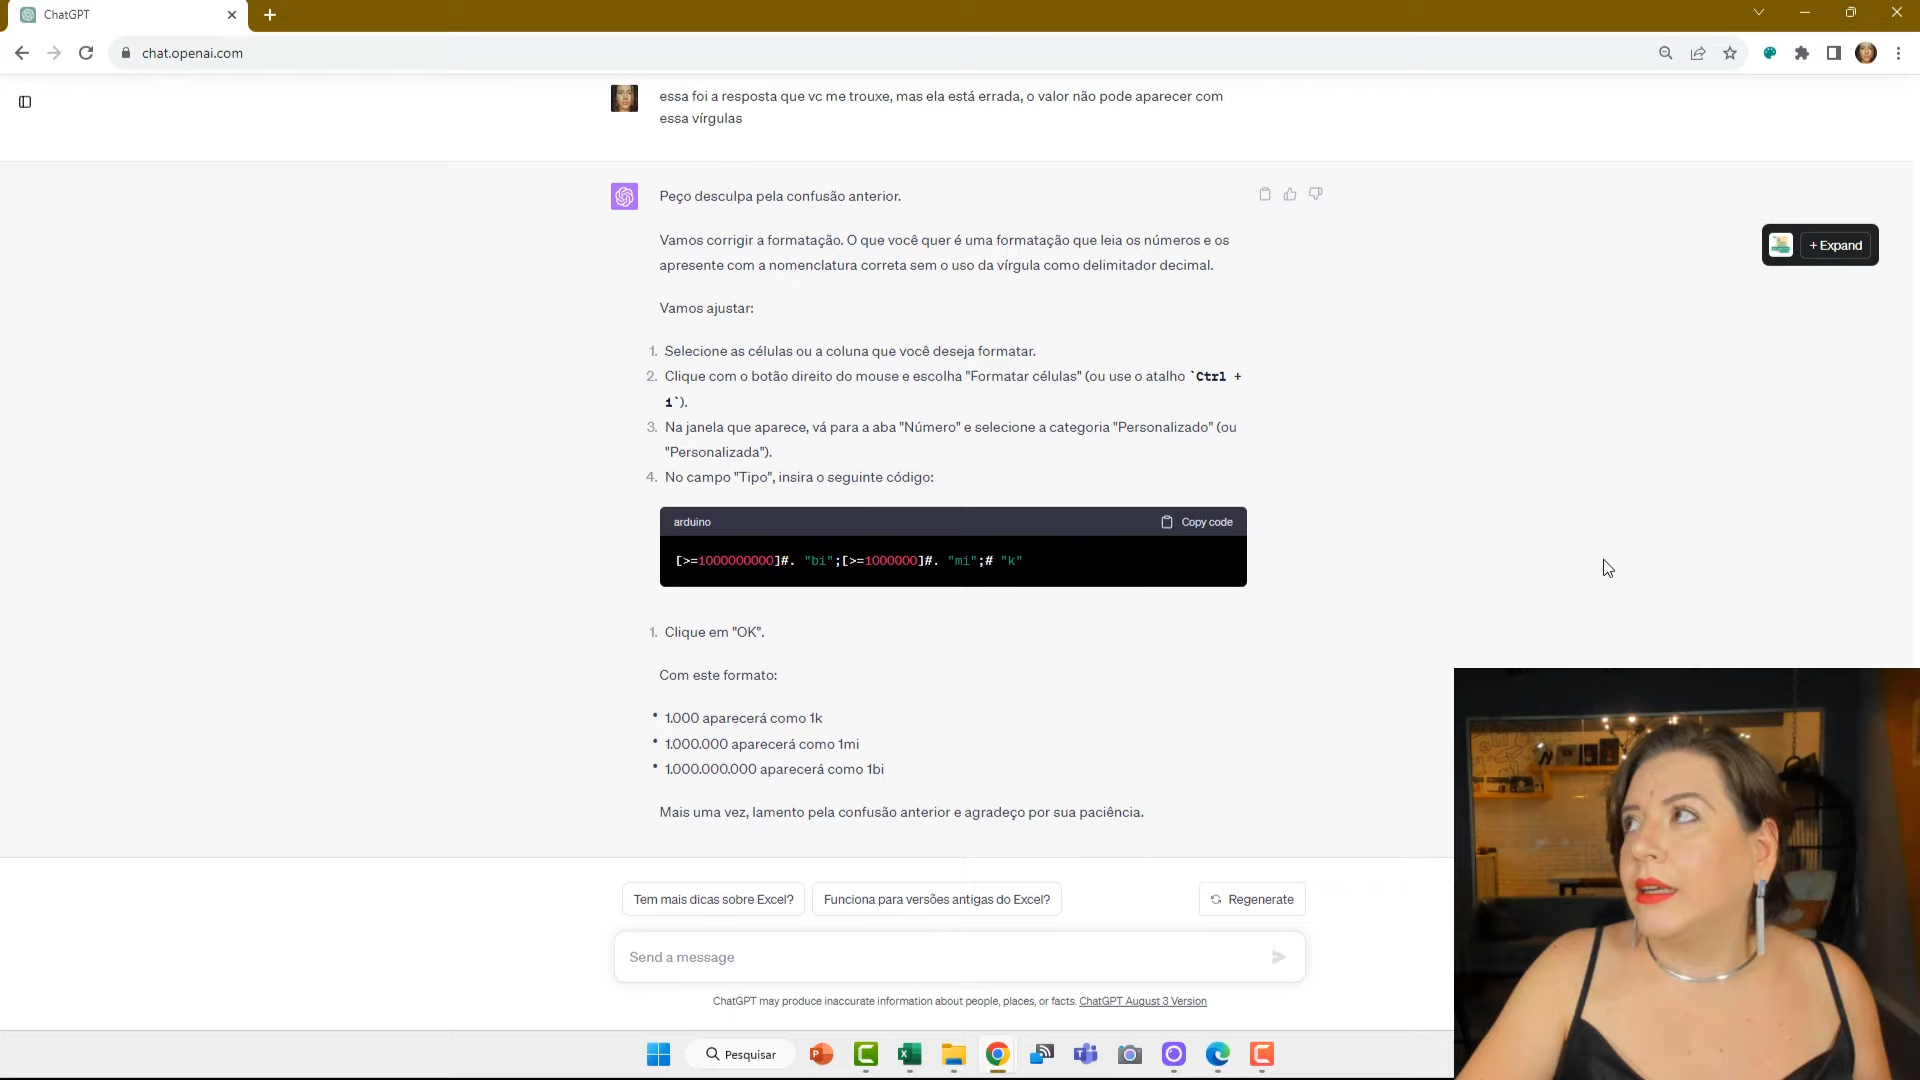 ChatGPT
chat.openai.com
essa foi a resposta que vc me trouxe, mas ela está errada, o valor não pode aparecer com
essa vírgulas
Peço desculpa pela confusão anterior.
Vamos corrigir a formatação. O que você quer é uma formatação que leia os números e os
apresente com a nomenclatura correta sem o uso da vírgula como delimitador decimal.
+ Expand
Vamos ajustar:
1. Selecione as células ou a coluna que você deseja formatar.
2. Clique com o botão direito do mouse e escolha "Formatar células" (ou use o atalho `Ctrl +
1`).
3. Na janela que aparece, vá para a aba "Número" e selecione a categoria "Personalizado" (ou
"Personalizada").
4. No campo "Tipo", insira o seguinte código:
arduino Copy code
[>=1000000000]#. "bi";[>=1000000]#. "mi";# "k"
1. Clique em "OK".
Com este formato:
• 1.000 aparecerá como 1k
• 1.000.000 aparecerá como 1mi
• 1.000.000.000 aparecerá como 1bi
Mais uma vez, lamento pela confusão anterior e agradeço por sua paciência.
Tem mais dicas sobre Excel? Funciona para versões antigas do Excel? Regenerate
Send a message
ChatGPT may produce inaccurate information about people, places, or facts. ChatGPT August 3 Version
Pesquisar